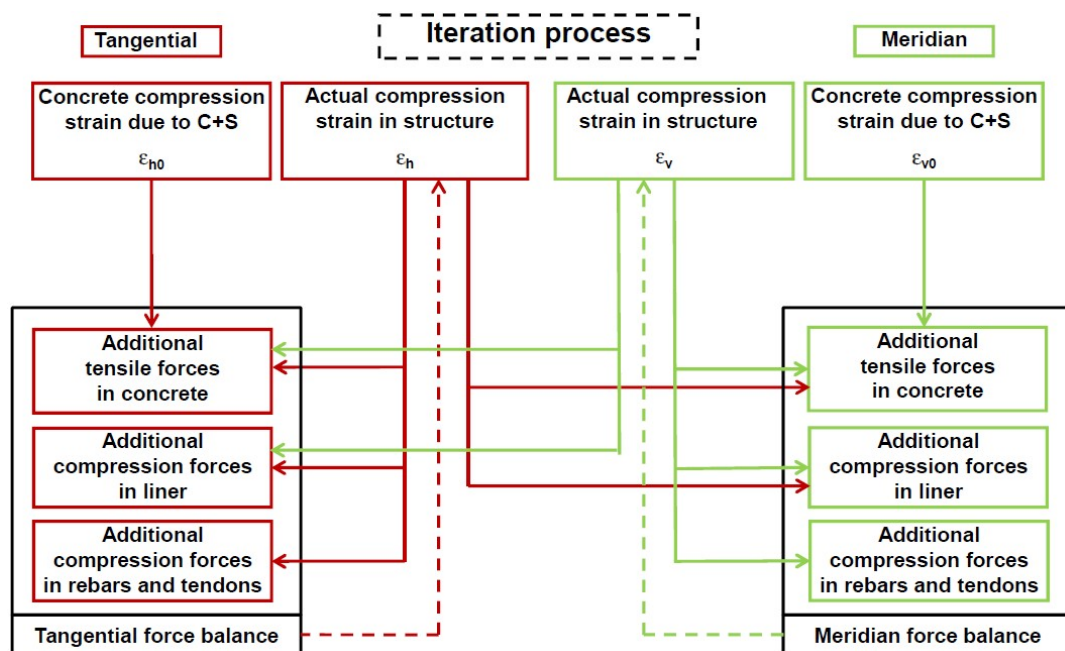 Tangential
Iteration process
Meridian
Concrete compression
strain due to C+S
εh0
Actual compression
strain in structure
εh
Actual compression
strain in structure
εv
Concrete compression
strain due to C+S
εv0
Additional
tensile forces
in concrete
Additional
compression forces
in liner
Additional
compression forces
in rebars and tendons
Tangential force balance
Additional
tensile forces
in concrete
Additional
compression forces
in liner
Additional
compression forces
in rebars and tendons
Meridian force balance